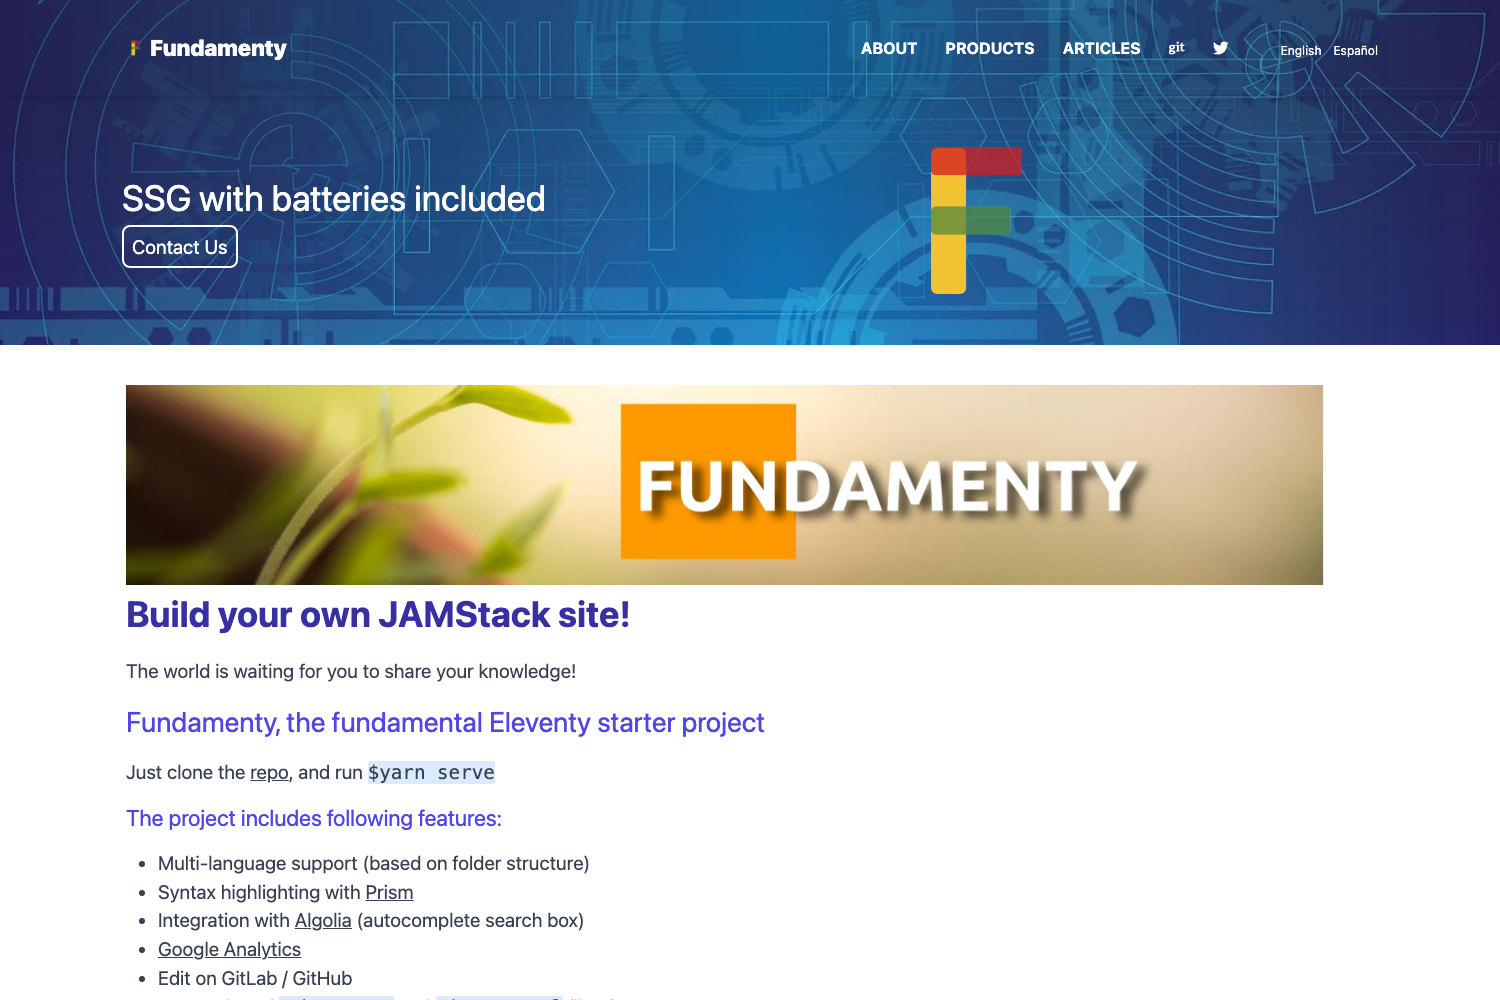 Fundamenty
ABOUT PRODUCTS ARTICLES git English Español
SSG with batteries included
Contact Us
FUNDAMENTY
Build your own JAMStack site!
The world is waiting for you to share your knowledge!
Fundamenty, the fundamental Eleventy starter project
Just clone the repo, and run $yarn serve
The project includes following features:
Multi-language support (based on folder structure)
Syntax highlighting with Prism
Integration with Algolia (autocomplete search box)
Google Analytics
Edit on GitLab / GitHub